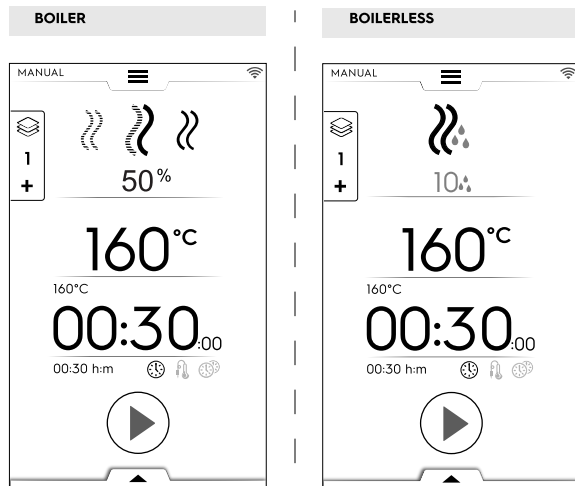 BOILER
MANUAL
1
+
50%
160°C
160°C
00:30:00
00:30 h:m
BOILERLESS
MANUAL
1
+
10
160°C
160°C
00:30:00
00:30 h:m